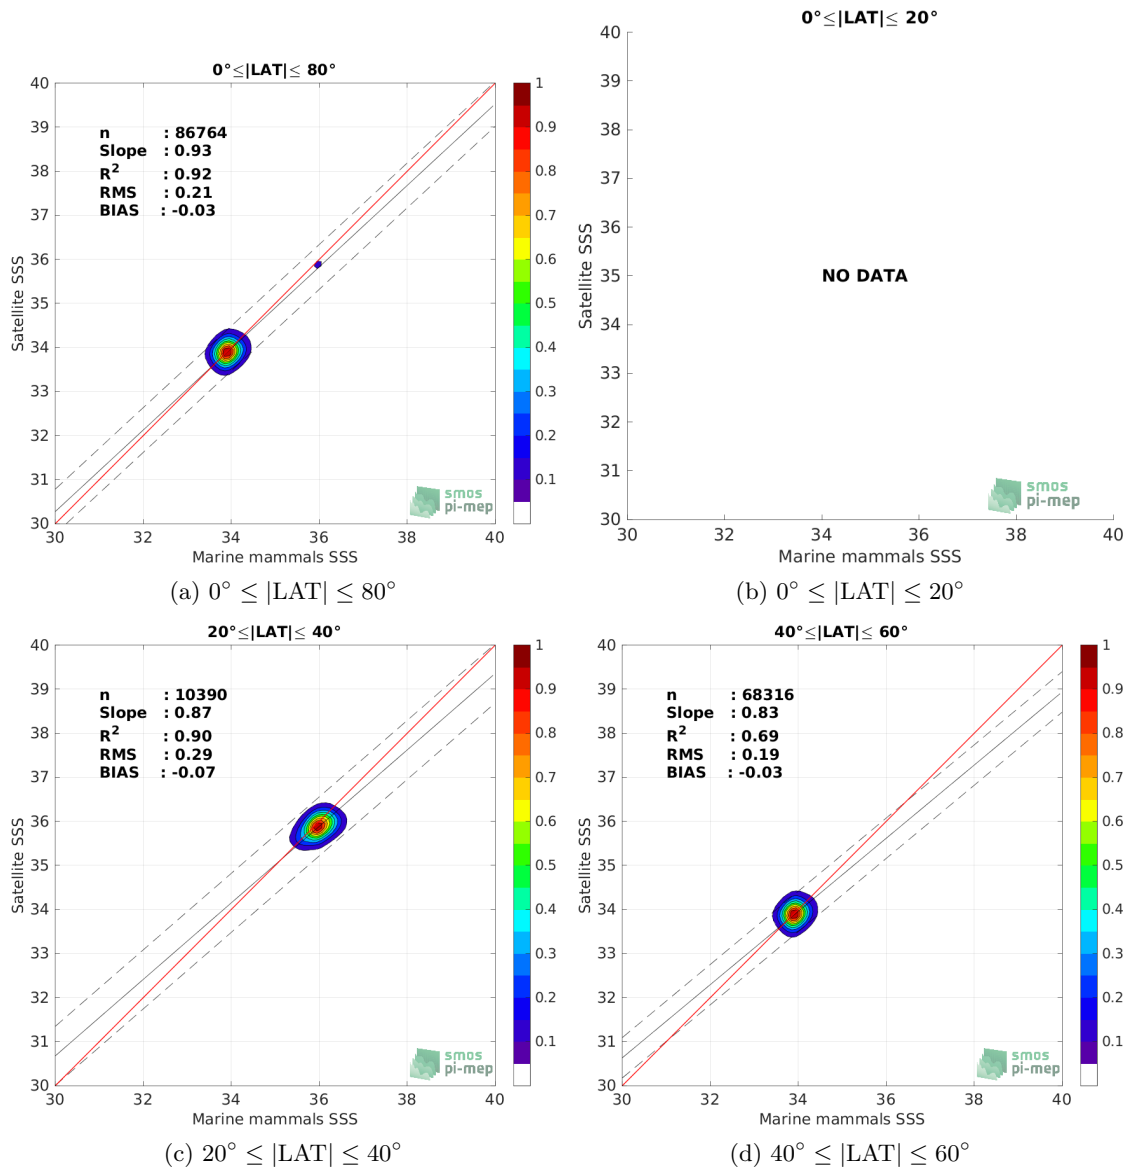 0°≤|LAT|≤ 80°
40
39
38
37
36
35
34
33
32
31
30
n : 86764
Slope : 0.93
R² : 0.92
RMS : 0.21
BIAS : -0.03
Satellite SSS
30 32 34 36 38 40
Marine mammals SSS
smos
pi-mep
1
0.9
0.8
0.7
0.6
0.5
0.4
0.3
0.2
0.1
(a) 0° ≤ |LAT| ≤ 80°
0°≤|LAT|≤ 20°
40
39
38
37
36
35
34
33
32
31
30
NO DATA
Satellite SSS
30 32 34 36 38 40
Marine mammals SSS
smos
pi-mep
(b) 0° ≤ |LAT| ≤ 20°
20°≤|LAT|≤ 40°
40
39
38
37
36
35
34
33
32
31
30
n : 10390
Slope : 0.87
R² : 0.90
RMS : 0.29
BIAS : -0.07
Satellite SSS
30 32 34 36 38 40
Marine mammals SSS
smos
pi-mep
1
0.9
0.8
0.7
0.6
0.5
0.4
0.3
0.2
0.1
(c) 20° ≤ |LAT| ≤ 40°
40°≤|LAT|≤ 60°
40
39
38
37
36
35
34
33
32
31
30
n : 68316
Slope : 0.83
R² : 0.69
RMS : 0.19
BIAS : -0.03
Satellite SSS
30 32 34 36 38 40
Marine mammals SSS
smos
pi-mep
1
0.9
0.8
0.7
0.6
0.5
0.4
0.3
0.2
0.1
(d) 40° ≤ |LAT| ≤ 60°